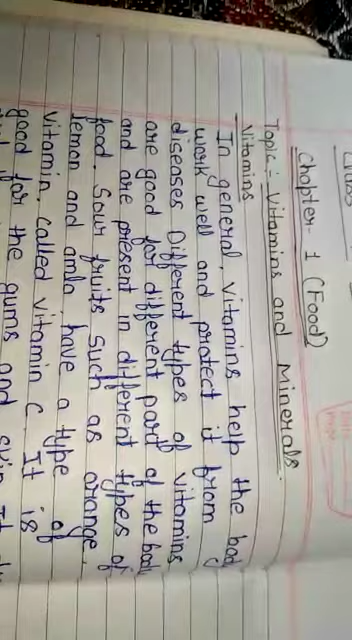 Class
Chapter- 1 (Food)
Topic:- Vitamins and Minerals.
Vitamins
In general, vitamins help the body
work well and protect it from
diseases Different types of vitamins
are good for different part of the body
and are present in different types of
food. Sour fruits such as orange,
lemon and amla, have a type of
vitamin, called vitamin C. It is
good for the gums and skin. It